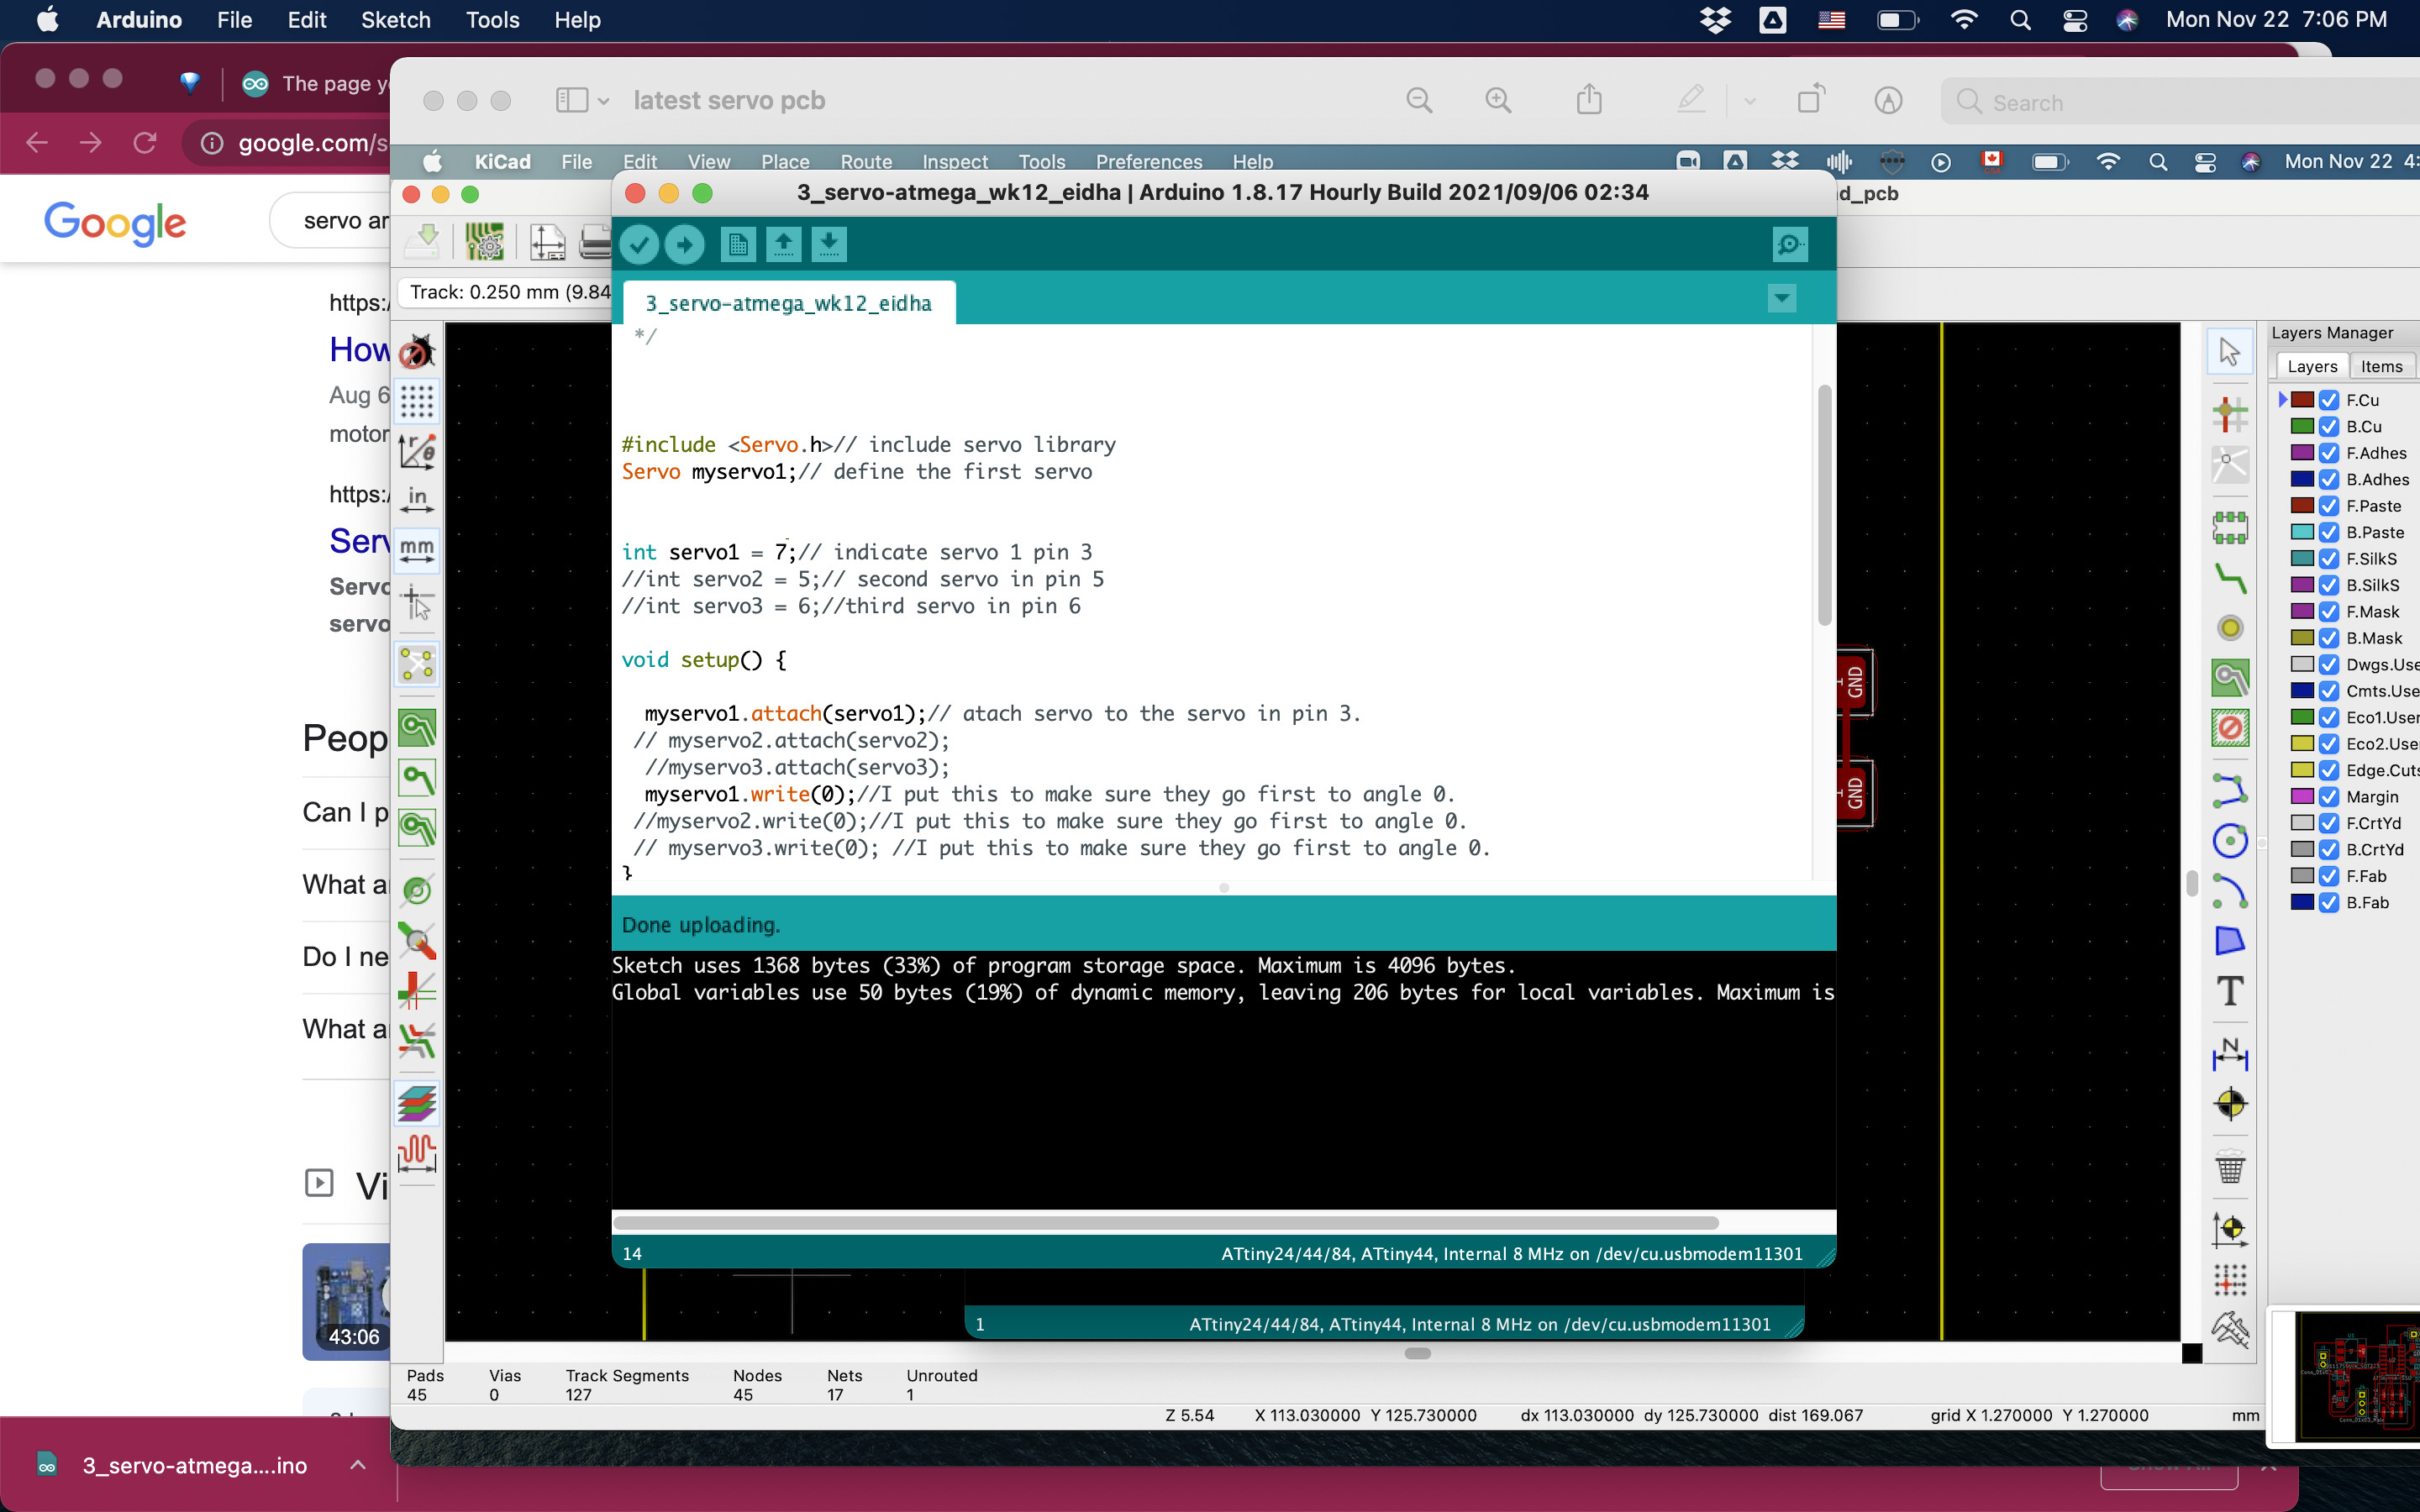 Arduino File Edit Sketch Tools Help Mon Nov 22 7:06 PM
The page y
latest servo pcb Search
google.com/s
KiCad File Edit View Place Route Inspect Tools Preferences Help Mon Nov 22 4:
3_servo-atmega_wk12_eidha | Arduino 1.8.17 Hourly Build 2021/09/06 02:34
d_pcb
Google
servo ar
Track: 0.250 mm (9.84
3_servo-atmega_wk12_eidha
*/
#include <Servo.h>// include servo library
Servo myservo1;// define the first servo
int servo1 = 7;// indicate servo 1 pin 3
//int servo2 = 5;// second servo in pin 5
//int servo3 = 6;//third servo in pin 6
void setup() {
myservo1.attach(servo1);// atach servo to the servo in pin 3.
// myservo2.attach(servo2);
//myservo3.attach(servo3);
myservo1.write(0);//I put this to make sure they go first to angle 0.
//myservo2.write(0);//I put this to make sure they go first to angle 0.
// myservo3.write(0); //I put this to make sure they go first to angle 0.
}
Done uploading.
Sketch uses 1368 bytes (33%) of program storage space. Maximum is 4096 bytes.
Global variables use 50 bytes (19%) of dynamic memory, leaving 206 bytes for local variables. Maximum is
14 ATtiny24/44/84, ATtiny44, Internal 8 MHz on /dev/cu.usbmodem11301
1 ATtiny24/44/84, ATtiny44, Internal 8 MHz on /dev/cu.usbmodem11301
https:/
How
Aug 6
motor
https:/
Serv
Servo
servo
Peop
Can I p
What a
Do I ne
What a
Vi
43:06
in
mm
1 GND
1 GND
Layers Manager
Layers Items
F.Cu
B.Cu
F.Adhes
B.Adhes
F.Paste
B.Paste
F.SilkS
B.SilkS
F.Mask
B.Mask
Dwgs.Use
Cmts.Use
Eco1.User
Eco2.Use
Edge.Cuts
Margin
F.CrtYd
B.CrtYd
F.Fab
B.Fab
T
N
Pads Vias Track Segments Nodes Nets Unrouted
45 0 127 45 17 1
Z 5.54 X 113.030000 Y 125.730000 dx 113.030000 dy 125.730000 dist 169.067 grid X 1.270000 Y 1.270000 mm
3_servo-atmega....ino